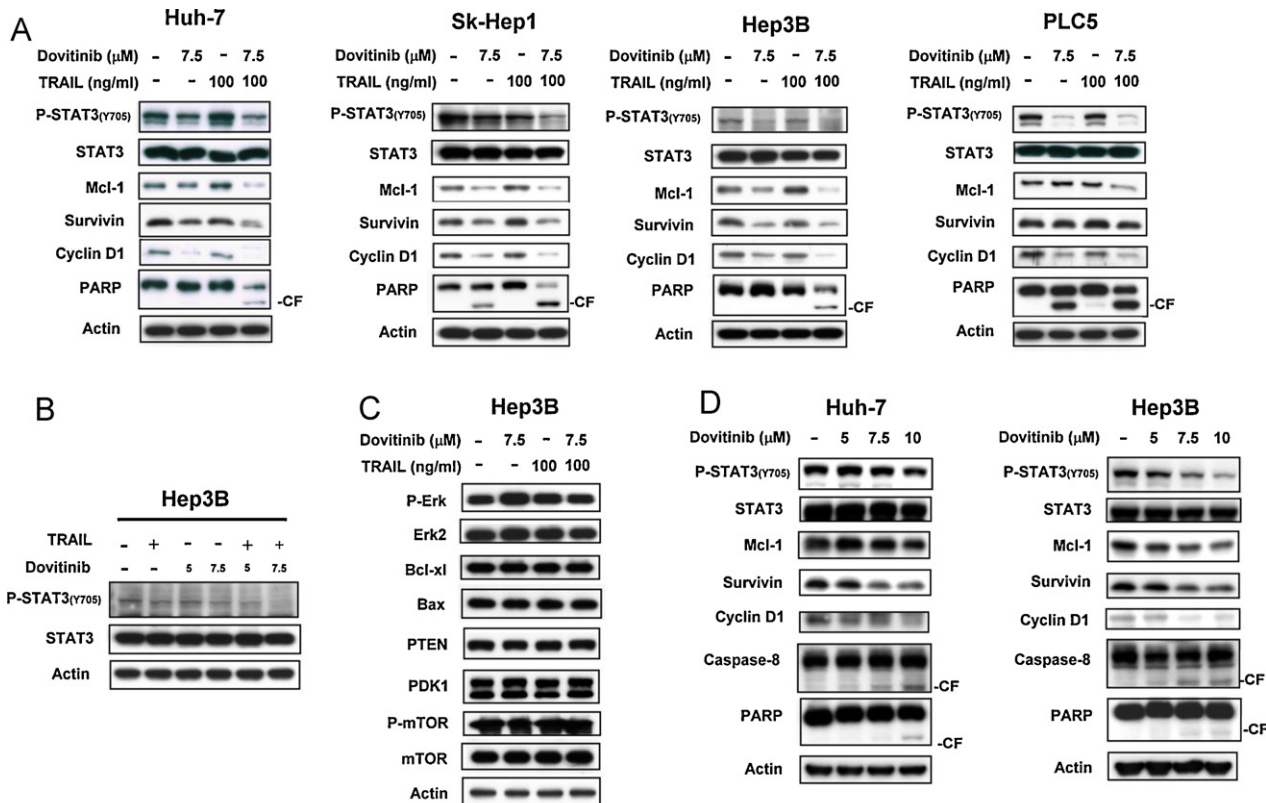 A
Huh-7
Dovitinib (μM) - 7.5 - 7.5
TRAIL (ng/ml) - - 100 100
P-STAT3(Y705)
STAT3
Mcl-1
Survivin
Cyclin D1
PARP
-CF
Actin
Sk-Hep1
Dovitinib (μM) - 7.5 - 7.5
TRAIL (ng/ml) - - 100 100
P-STAT3(Y705)
STAT3
Mcl-1
Survivin
Cyclin D1
PARP
-CF
Actin
Hep3B
Dovitinib (μM) - 7.5 - 7.5
TRAIL (ng/ml) - - 100 100
P-STAT3(Y705)
STAT3
Mcl-1
Survivin
Cyclin D1
PARP
-CF
Actin
PLC5
Dovitinib (μM) - 7.5 - 7.5
TRAIL (ng/ml) - - 100 100
P-STAT3(Y705)
STAT3
Mcl-1
Survivin
Cyclin D1
PARP
-CF
Actin
B
Hep3B
TRAIL - + - - + +
Dovitinib - - 5 7.5 5 7.5
P-STAT3(Y705)
STAT3
Actin
C
Hep3B
Dovitinib (μM) - 7.5 - 7.5
TRAIL (ng/ml) - - 100 100
P-Erk
Erk2
Bcl-xl
Bax
PTEN
PDK1
P-mTOR
mTOR
Actin
D
Huh-7
Dovitinib (μM) - 5 7.5 10
P-STAT3(Y705)
STAT3
Mcl-1
Survivin
Cyclin D1
Caspase-8
-CF
PARP
-CF
Actin
Hep3B
Dovitinib (μM) - 5 7.5 10
P-STAT3(Y705)
STAT3
Mcl-1
Survivin
Cyclin D1
Caspase-8
-CF
PARP
-CF
Actin